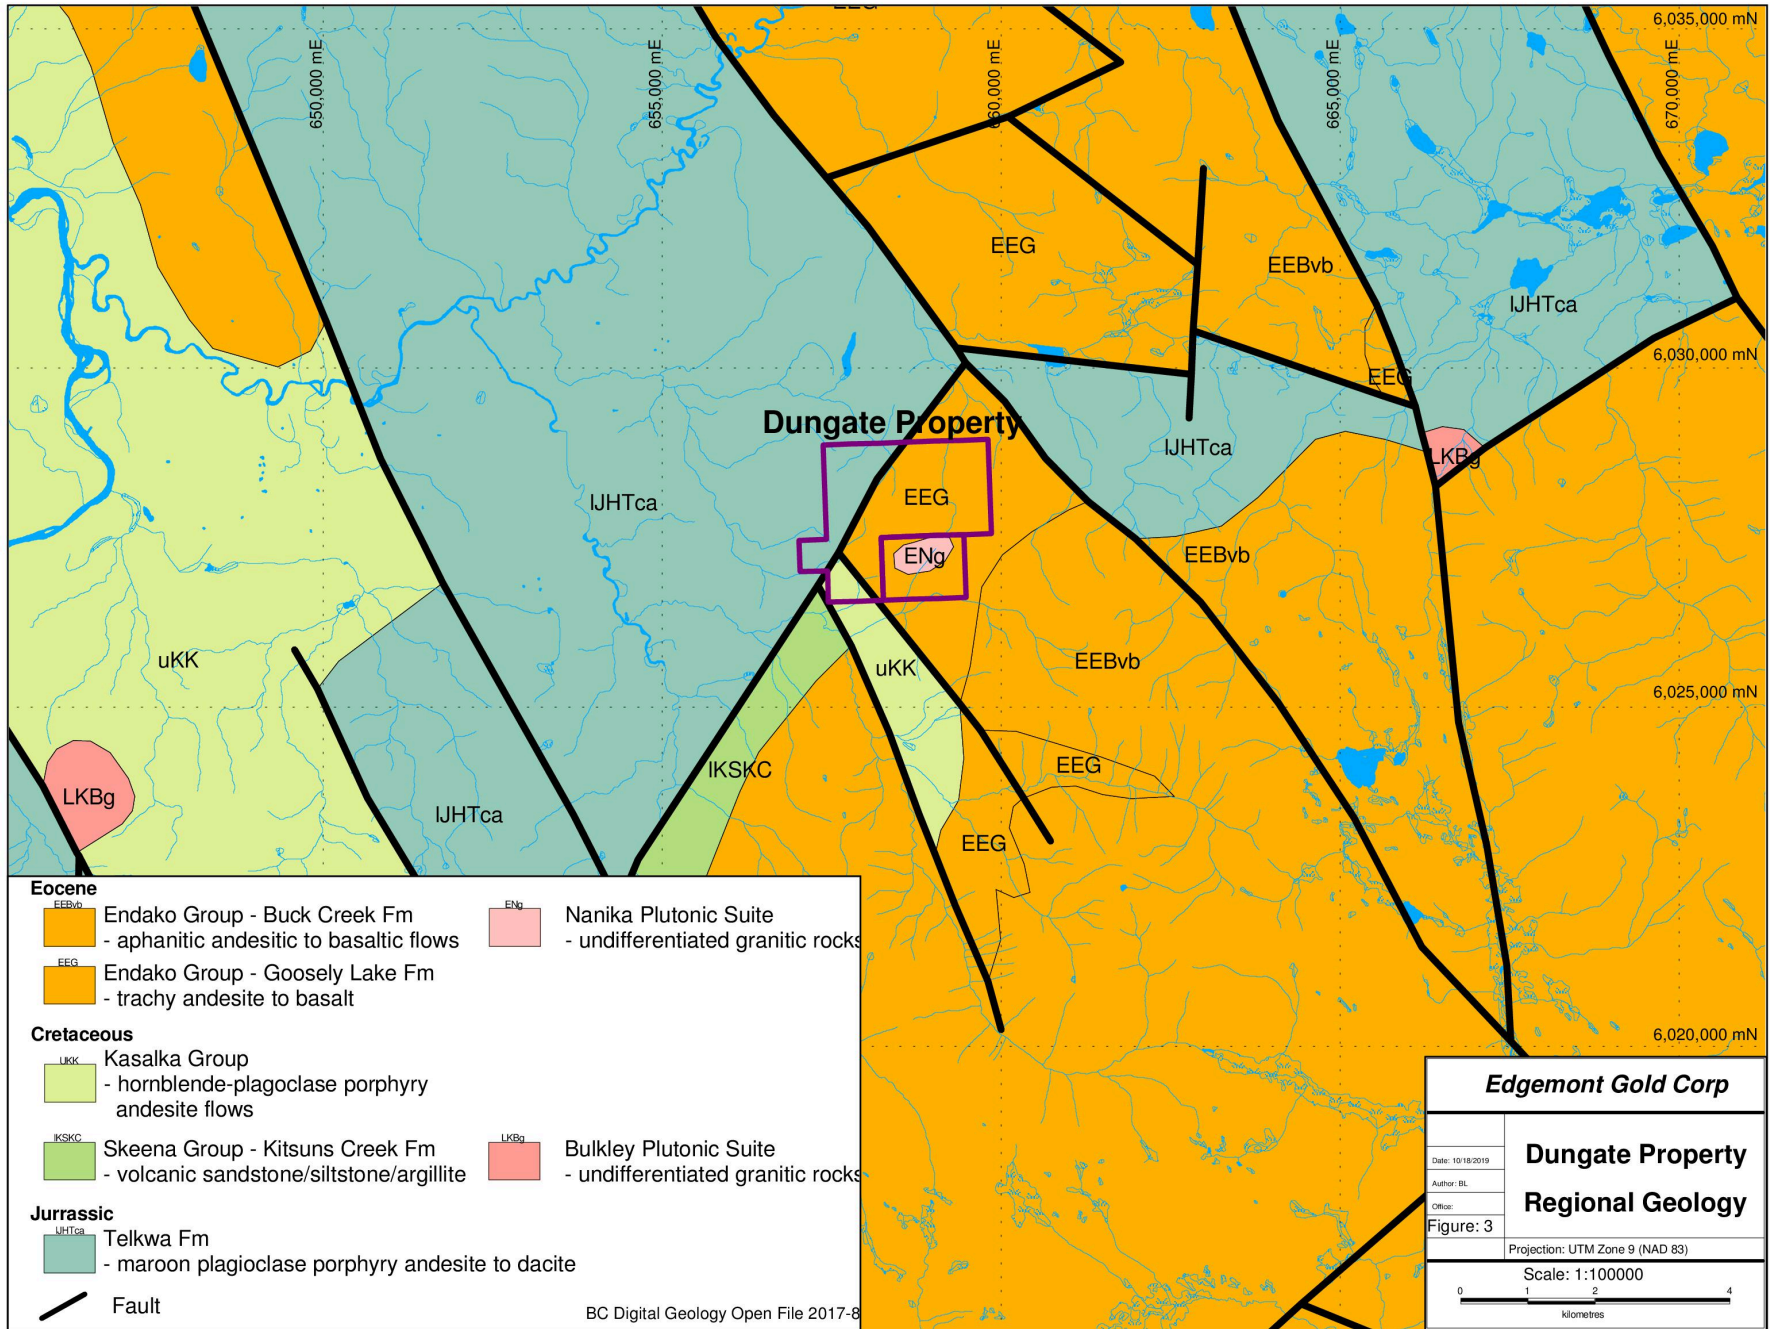 EEG
6,035,000 mN
650,000 mE
655,000 mE
660,000 mE
665,000 mE
670,000 mE
EEG
EEBvb
lJHTca
6,030,000 mN
EEG
Dungate Property
lJHTca
LKBg
lJHTca
EEG
ENg
EEBvb
uKK
uKK
EEBvb
6,025,000 mN
lKSKC
EEG
LKBg
lJHTca
EEG
Eocene
EEBvb
Endako Group - Buck Creek Fm
- aphanitic andesitic to basaltic flows
ENg
Nanika Plutonic Suite
- undifferentiated granitic rocks
EEG
Endako Group - Goosely Lake Fm
- trachy andesite to basalt
Cretaceous
UKK
Kasalka Group
- hornblende-plagoclase porphyry
andesite flows
lKSKC
Skeena Group - Kitsuns Creek Fm
- volcanic sandstone/siltstone/argillite
LKBg
Bulkley Plutonic Suite
- undifferentiated granitic rocks
Jurrassic
lJHTca
Telkwa Fm
- maroon plagioclase porphyry andesite to dacite
Fault
BC Digital Geology Open File 2017-8
6,020,000 mN
Edgemont Gold Corp
Dungate Property
Regional Geology
Date: 10/18/2019
Author: BL
Office:
Figure: 3
Projection: UTM Zone 9 (NAD 83)
Scale: 1:100000
0 1 2 4
kilometres